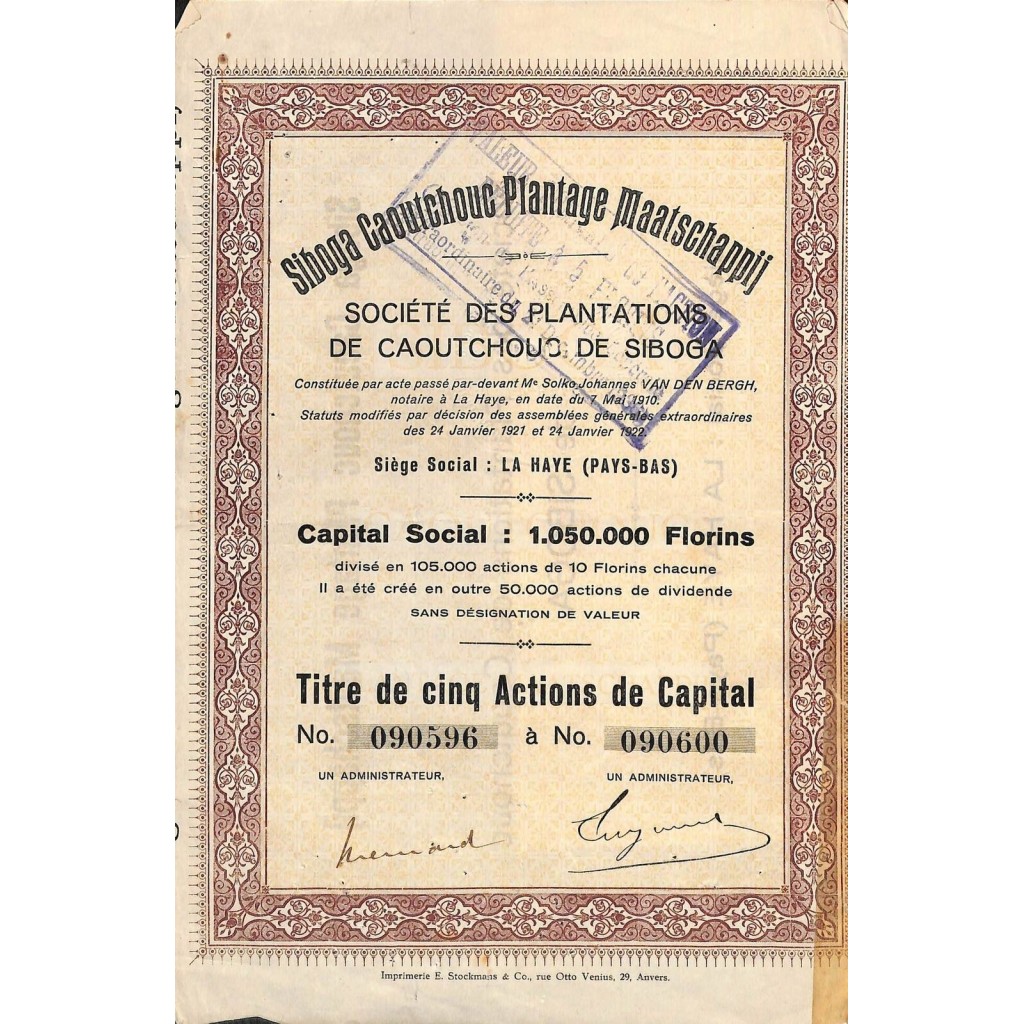 Siboga Caoutchouc Plantage Maatschappij
SOCIÉTÉ DES PLANTATIONS
DE CAOUTCHOUC DE SIBOGA
Constituée par acte passé par-devant Me Solko Johannes VAN DEN BERGH,
notaire à La Haye, en date du 7 Mai 1910.
Statuts modifiés par décision des assemblées générales extraordinaires
des 24 Janvier 1921 et 24 Janvier 1922.
Siège Social : LA HAYE (PAYS-BAS)
Capital Social : 1.050.000 Florins
divisé en 105.000 actions de 10 Florins chacune
Il a été créé en outre 50.000 actions de dividende
SANS DÉSIGNATION DE VALEUR
Titre de cinq Actions de Capital
No. 090596 à No. 090600
UN ADMINISTRATEUR, UN ADMINISTRATEUR,
Imprimerie E. Stockmans & Co., rue Otto Venius, 29, Anvers.
VALEUR